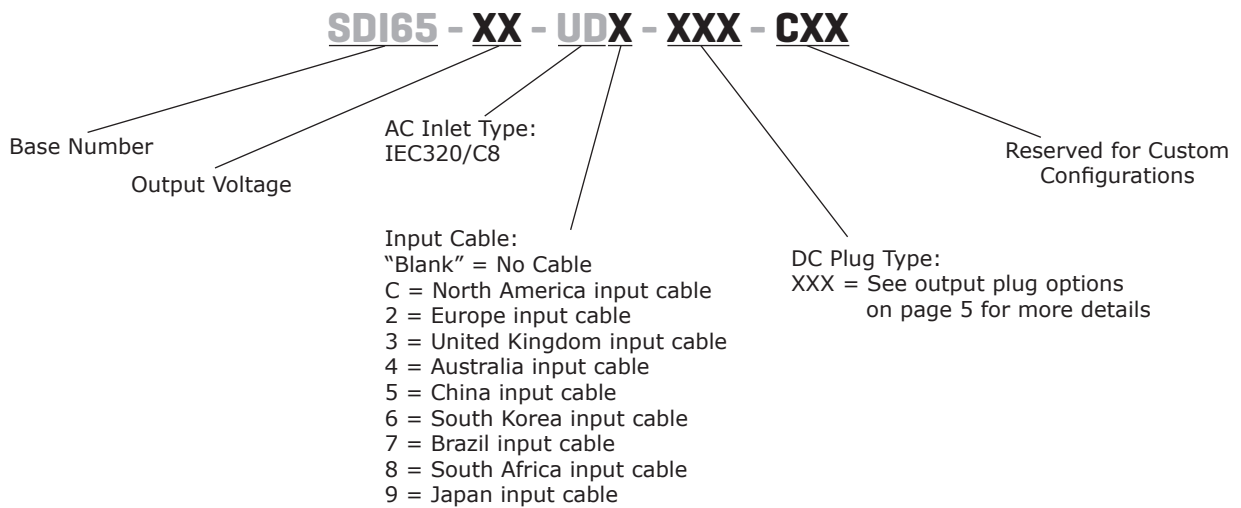 SDI65 - XX - UDX - XXX - CXX
Base Number
Output Voltage
AC Inlet Type:
IEC320/C8
Input Cable:
“Blank” = No Cable
C = North America input cable
2 = Europe input cable
3 = United Kingdom input cable
4 = Australia input cable
5 = China input cable
6 = South Korea input cable
7 = Brazil input cable
8 = South Africa input cable
9 = Japan input cable
DC Plug Type:
XXX = See output plug options
on page 5 for more details
Reserved for Custom
Configurations